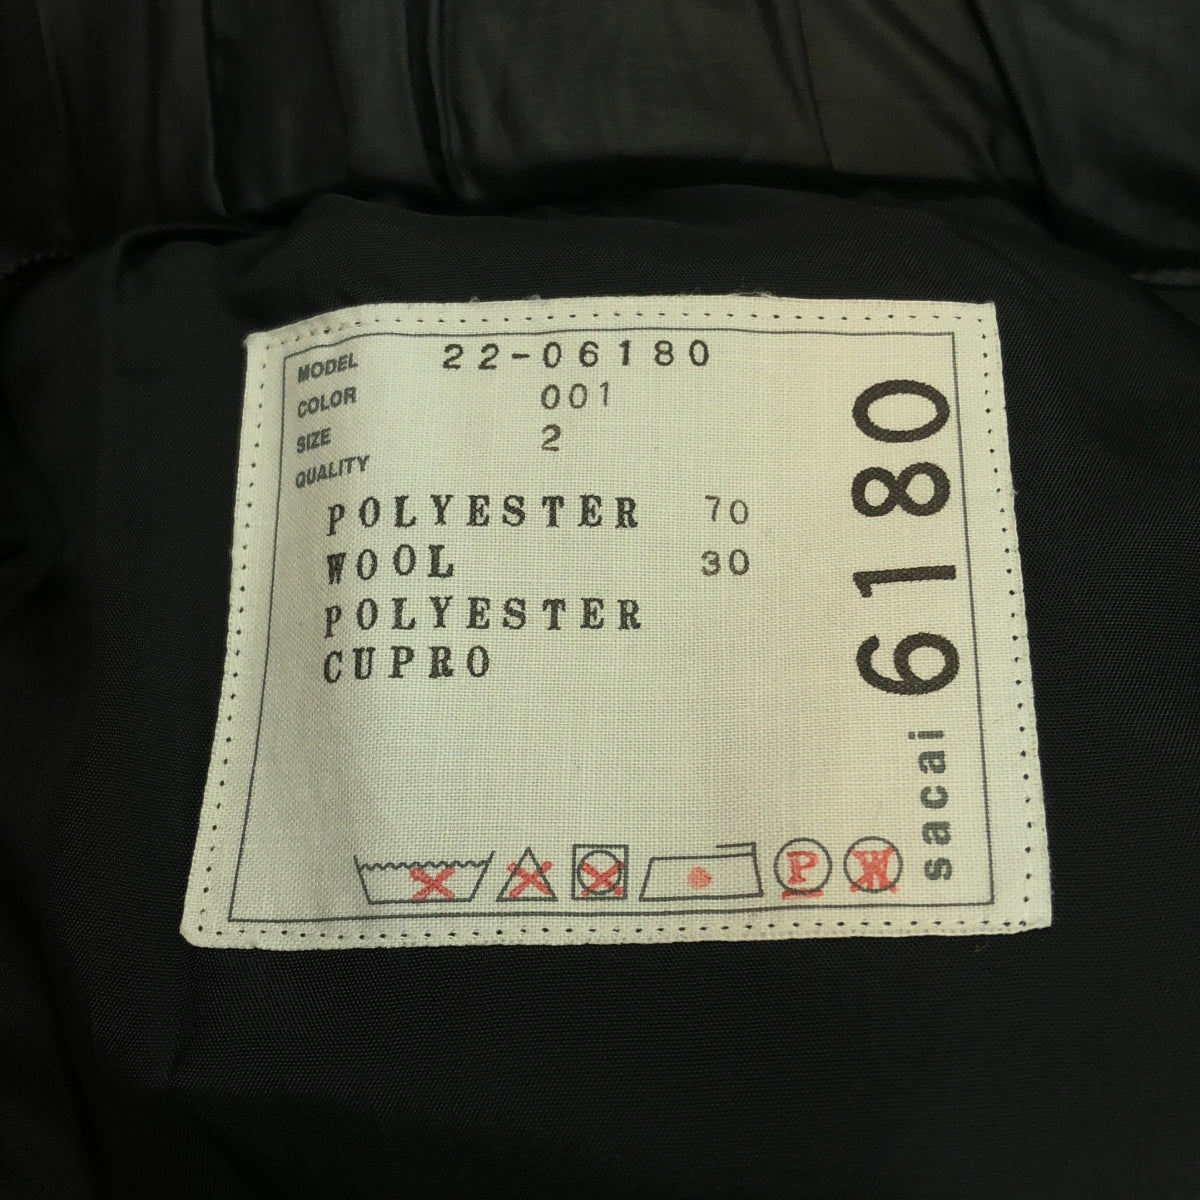 MODEL 22-06180
COLOR 001
SIZE 2
QUALITY
POLYESTER 70
WOOL 30
POLYESTER
CUPRO
P W
sacai 6180